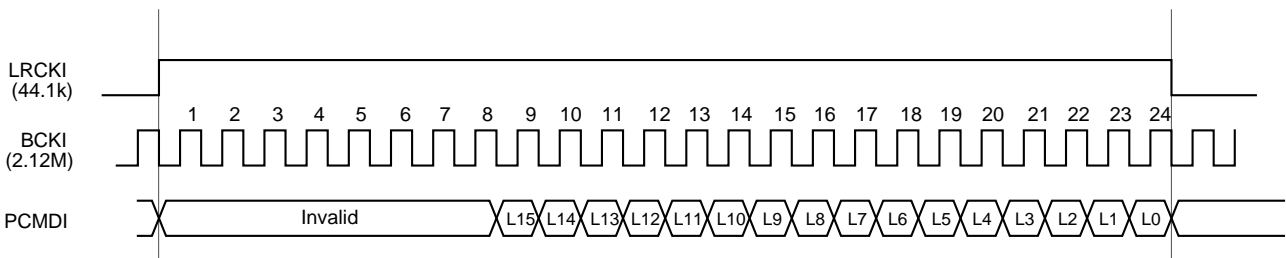 LRCKI
(44.1k)
1 2 3 4 5 6 7 8 9 10 11 12 13 14 15 16 17 18 19 20 21 22 23 24
BCKI
(2.12M)
PCMDI Invalid L15 L14 L13 L12 L11 L10 L9 L8 L7 L6 L5 L4 L3 L2 L1 L0